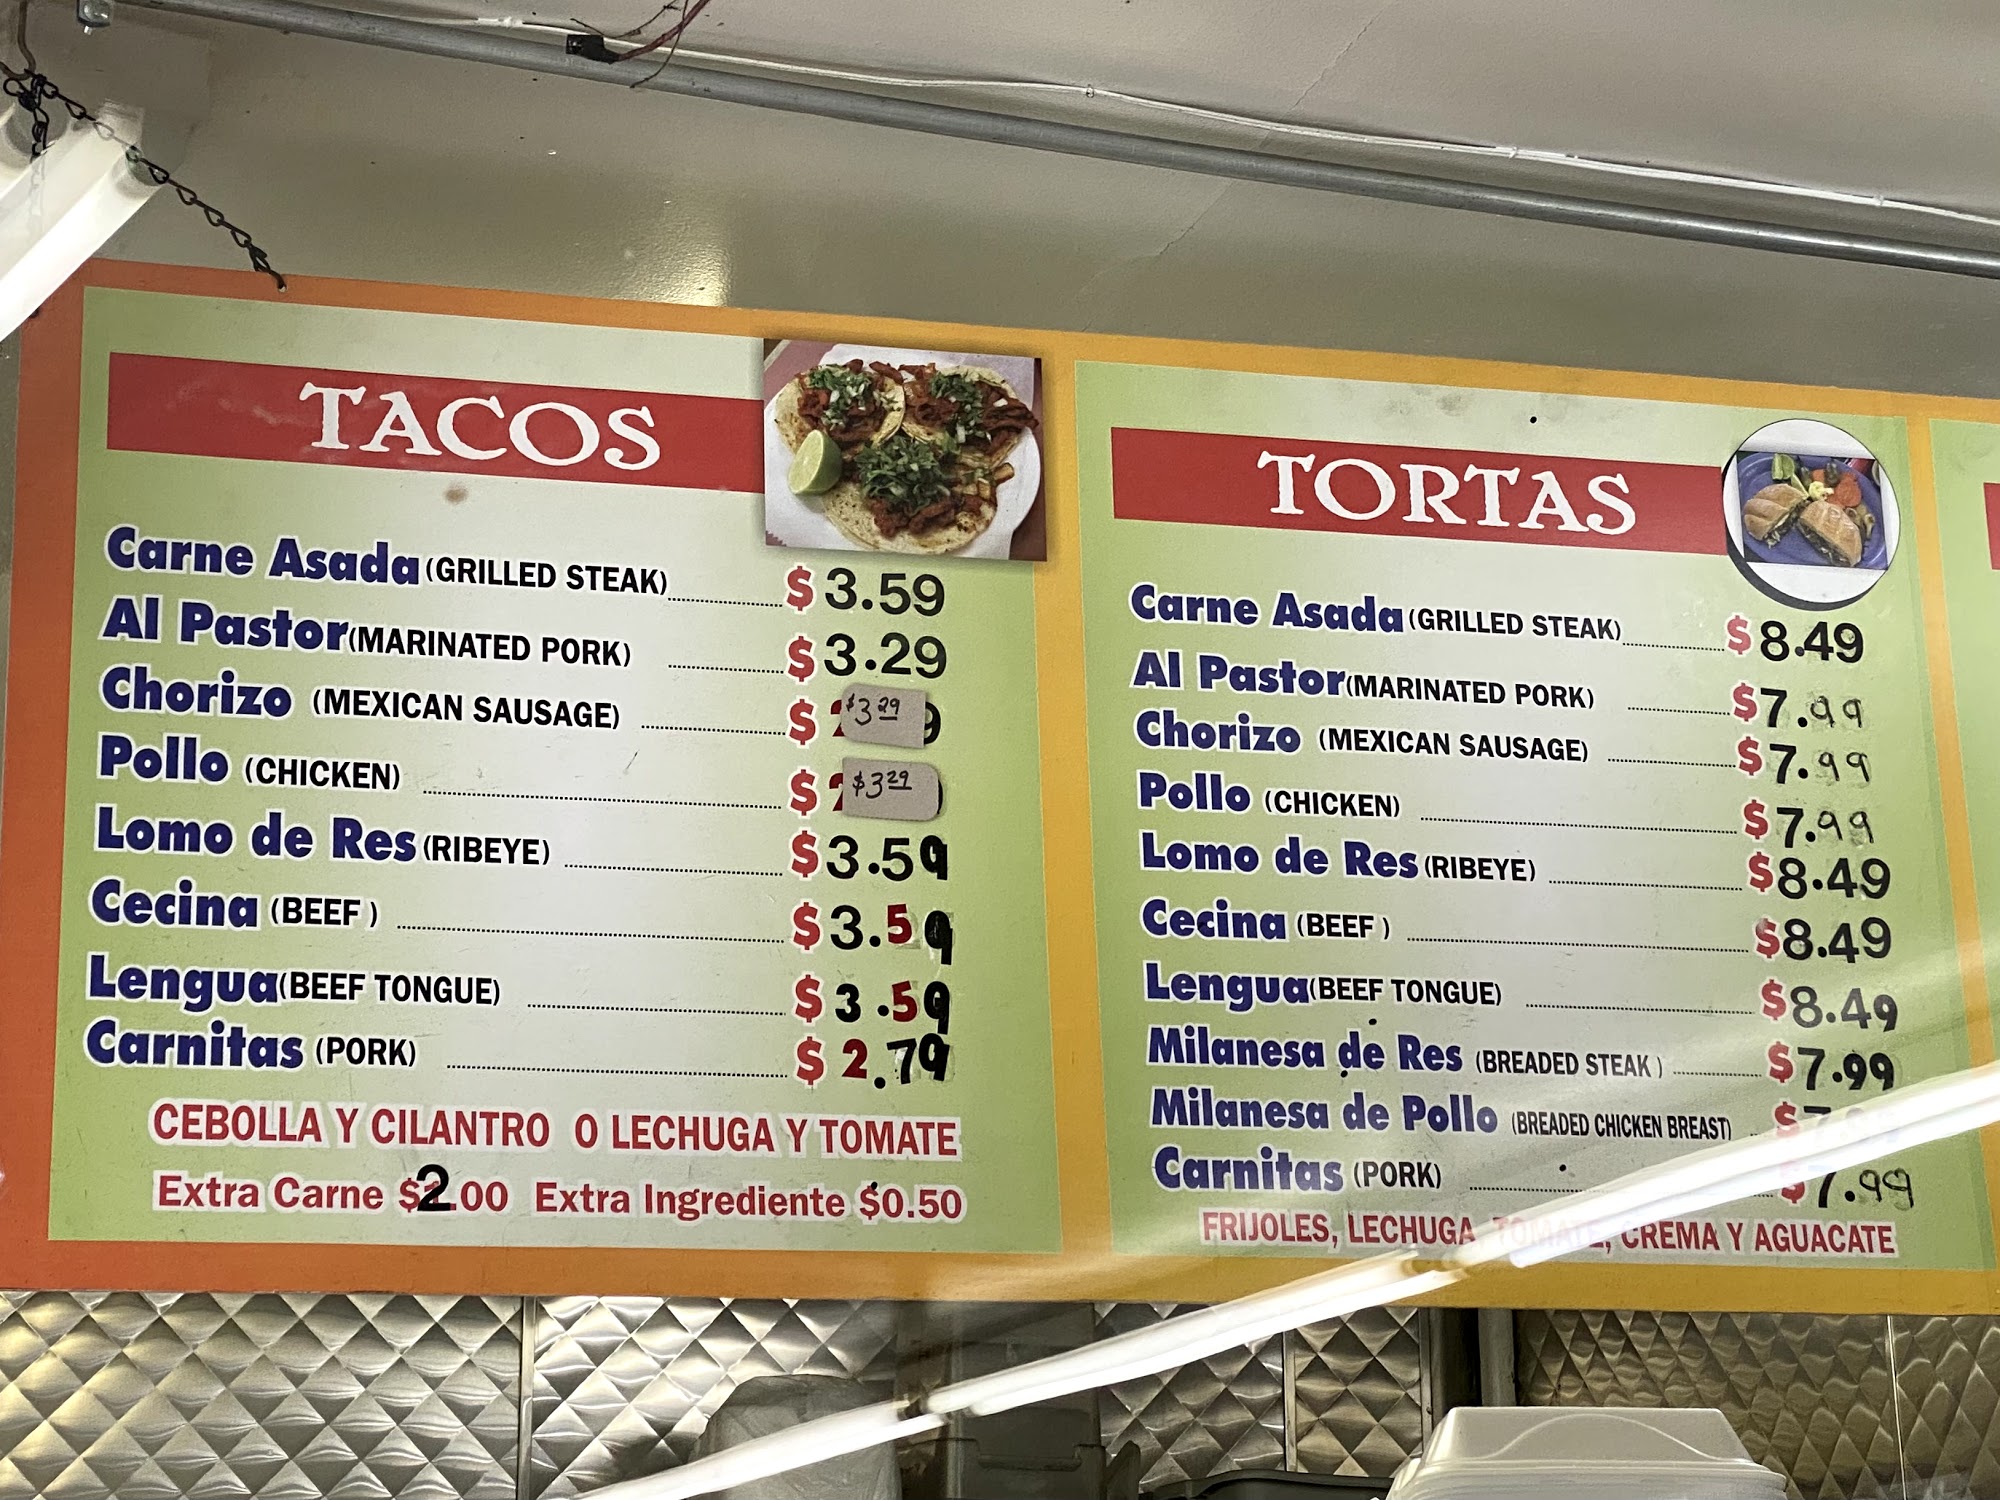 TACOS
Carne Asada (GRILLED STEAK) $ 3.59
Al Pastor (MARINATED PORK) $ 3.29
Chorizo (MEXICAN SAUSAGE) $ $3 29
Pollo (CHICKEN) $ $3 29
Lomo de Res (RIBEYE) $ 3.59
Cecina (BEEF ) $ 3.59
Lengua (BEEF TONGUE) $ 3.59
Carnitas (PORK) $ 2.79
CEBOLLA Y CILANTRO O LECHUGA Y TOMATE
Extra Carne $2.00 Extra Ingrediente $0.50
TORTAS
Carne Asada (GRILLED STEAK) $ 8.49
Al Pastor (MARINATED PORK) $7.99
Chorizo (MEXICAN SAUSAGE) $7.99
Pollo (CHICKEN) $7.99
Lomo de Res (RIBEYE) $8.49
Cecina (BEEF ) $8.49
Lengua (BEEF TONGUE) $8.49
Milanesa de Res (BREADED STEAK ) $7.99
Milanesa de Pollo (BREADED CHICKEN BREAST) $7.99
Carnitas (PORK) $7.99
FRIJOLES, LECHUGA, TOMATE, CREMA Y AGUACATE